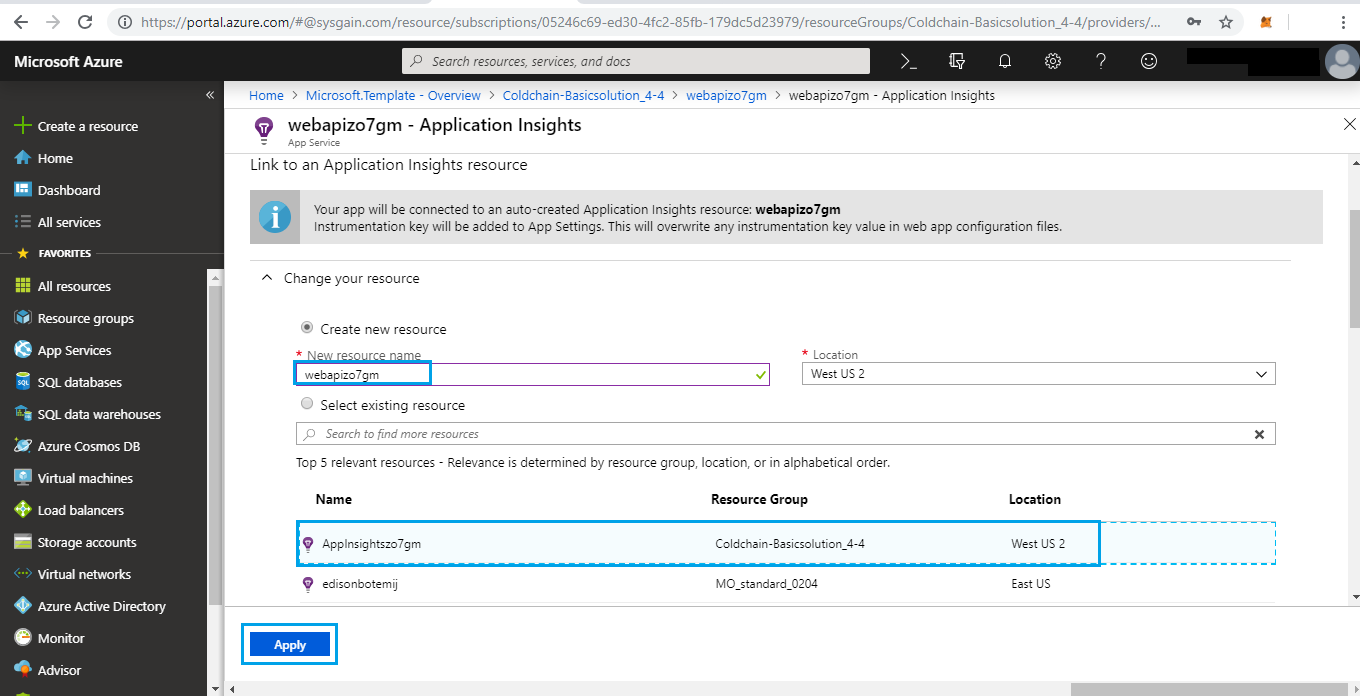 https://portal.azure.com/#@sysgain.com/resource/subscriptions/05246c69-ed30-4fc2-85fb-179dc5d23979/resourceGroups/Coldchain-Basicsolution_4-4/providers/...
Microsoft Azure
Search resources, services, and docs
Home > Microsoft.Template - Overview > Coldchain-Basicsolution_4-4 > webapizo7gm > webapizo7gm - Application Insights
webapizo7gm - Application Insights
App Service
Create a resource
Home
Dashboard
All services
FAVORITES
All resources
Resource groups
App Services
SQL databases
SQL data warehouses
Azure Cosmos DB
Virtual machines
Load balancers
Storage accounts
Virtual networks
Azure Active Directory
Monitor
Advisor
Link to an Application Insights resource
Your app will be connected to an auto-created Application Insights resource: webapizo7gm
Instrumentation key will be added to App Settings. This will overwrite any instrumentation key value in web app configuration files.
Change your resource
Create new resource
* New resource name
* Location
webapizo7gm
West US 2
Select existing resource
Search to find more resources
Top 5 relevant resources - Relevance is determined by resource group, location, or in alphabetical order.
Name Resource Group Location
AppInsightszo7gm Coldchain-Basicsolution_4-4 West US 2
edisonbotemij MO_standard_0204 East US
Apply